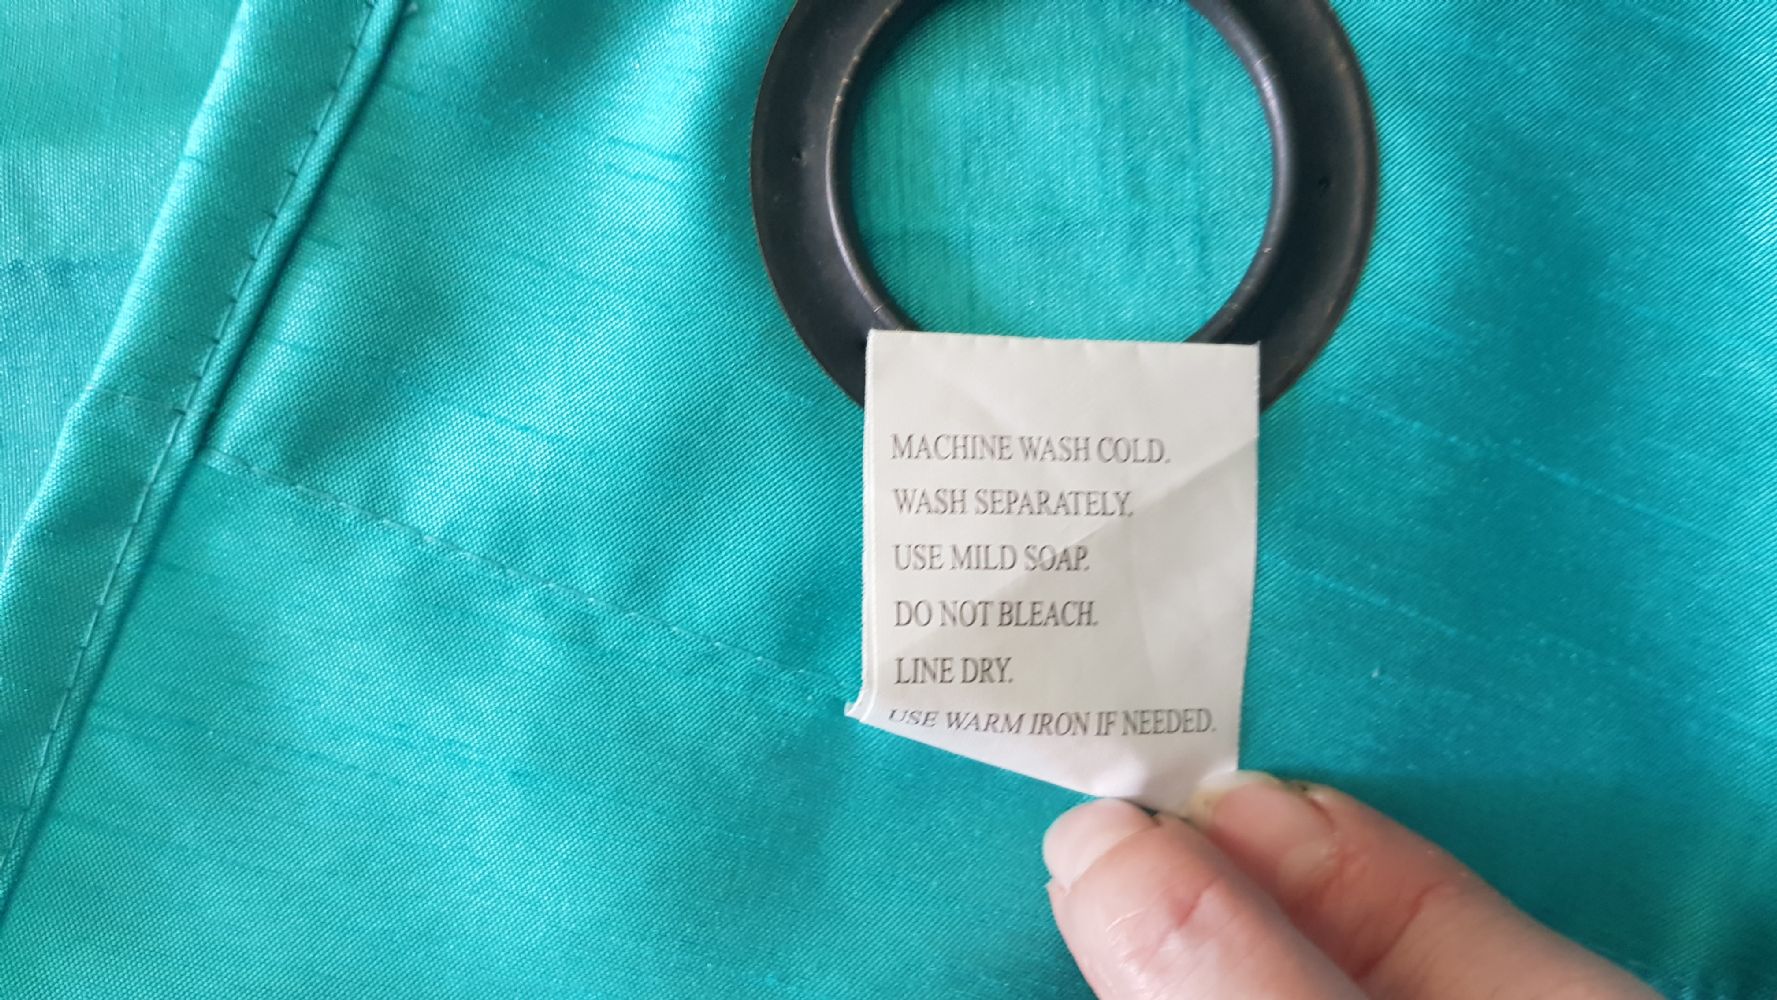 MACHINE WASH COLD.
WASH SEPARATELY.
USE MILD SOAP.
DO NOT BLEACH.
LINE DRY.
USE WARM IRON IF NEEDED.